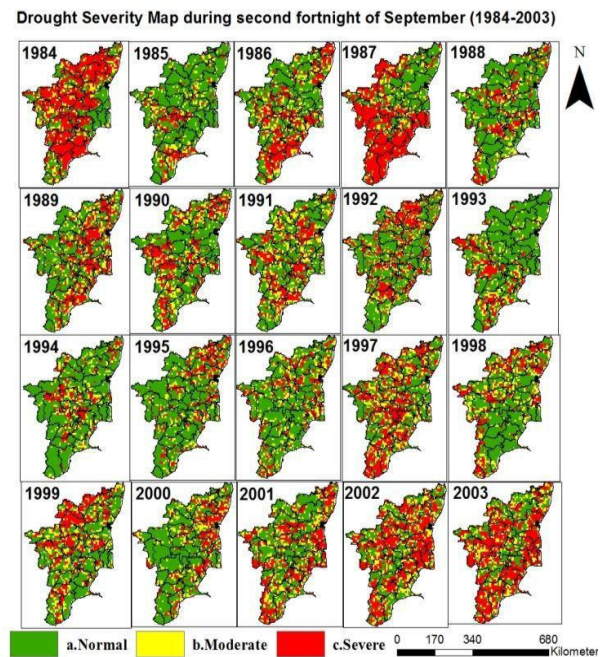 Drought Severity Map during second fortnight of September (1984-2003)
N
1984 1985 1986 1987 1988
1989 1990 1991 1992 1993
1994 1995 1996 1997 1998
1999 2000 2001 2002 2003
a.Normal b.Moderate c.Severe
0 170 340 680
Kilometer